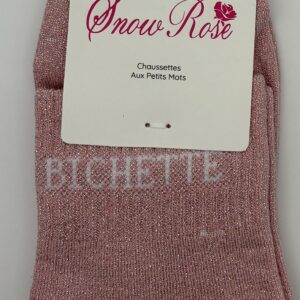 Snow Rose
Chaussettes
Aux Petits Mots
BICHETTE